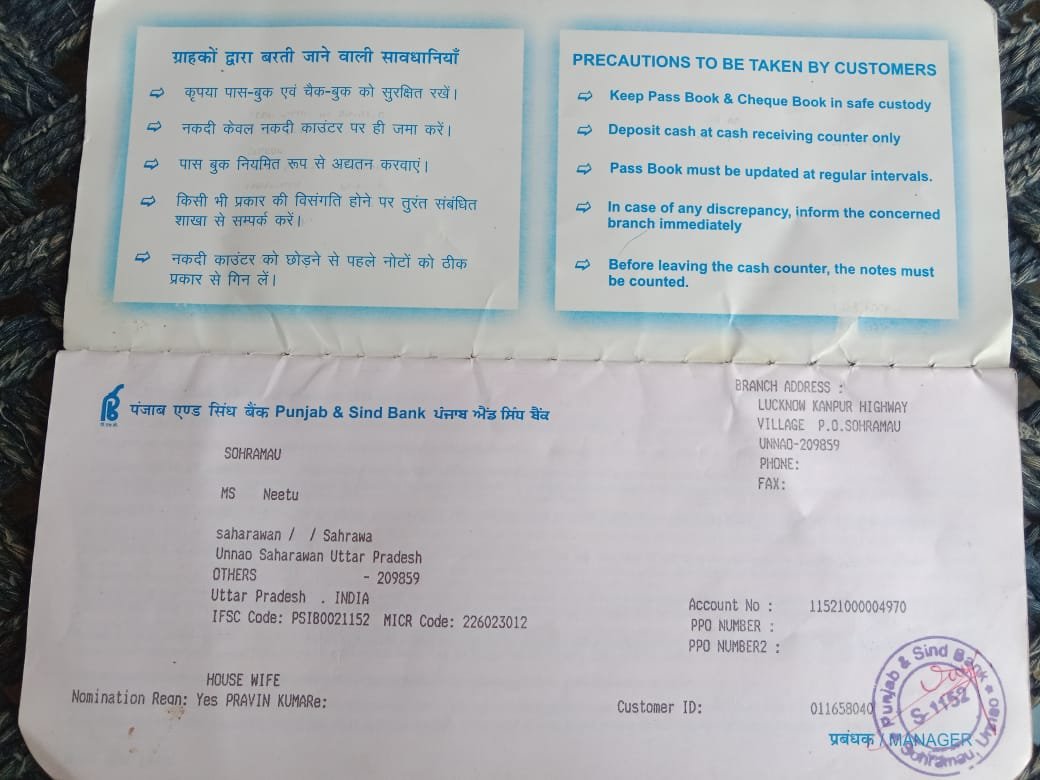 ग्राहकों द्वारा बरती जाने वाली सावधानियाँ
⇨ कृपया पास-बुक एवं चैक-बुक को सुरक्षित रखें।
⇨ नकदी केवल नकदी काउंटर पर ही जमा करें।
⇨ पास बुक नियमित रूप से अद्यतन करवाएं।
⇨ किसी भी प्रकार की विसंगति होने पर तुरंत संबंधित
शाखा से सम्पर्क करें।
⇨ नकदी काउंटर को छोड़ने से पहले नोटों को ठीक
प्रकार से गिन लें।
PRECAUTIONS TO BE TAKEN BY CUSTOMERS
⇨ Keep Pass Book & Cheque Book in safe custody
⇨ Deposit cash at cash receiving counter only
⇨ Pass Book must be updated at regular intervals.
⇨ In case of any discrepancy, inform the concerned
branch immediately
⇨ Before leaving the cash counter, the notes must
be counted.
पंजाब एण्ड सिंध बैंक Punjab & Sind Bank ਪੰਜਾਬ ਐਂਡ ਸਿੰਧ ਬੈਂਕ
BRANCH ADDRESS :
LUCKNOW KANPUR HIGHWAY
VILLAGE P.O.SOHRAMAU
UNNAO-209859
PHONE:
FAX:
SOHRAMAU
MS Neetu
saharawan / / Sahrawa
Unnao Saharawan Uttar Pradesh
OTHERS - 209859
Uttar Pradesh . INDIA
IFSC Code: PSIB0021152 MICR Code: 226023012
Account No : 11521000004970
PPO NUMBER :
PPO NUMBER2 :
HOUSE WIFE
Nomination Regn: Yes PRAVIN KUMARe:
Customer ID: 011658040
प्रबंधक / MANAGER
Punjab & Sind Bank
S-1152
Sohramau, Unnao